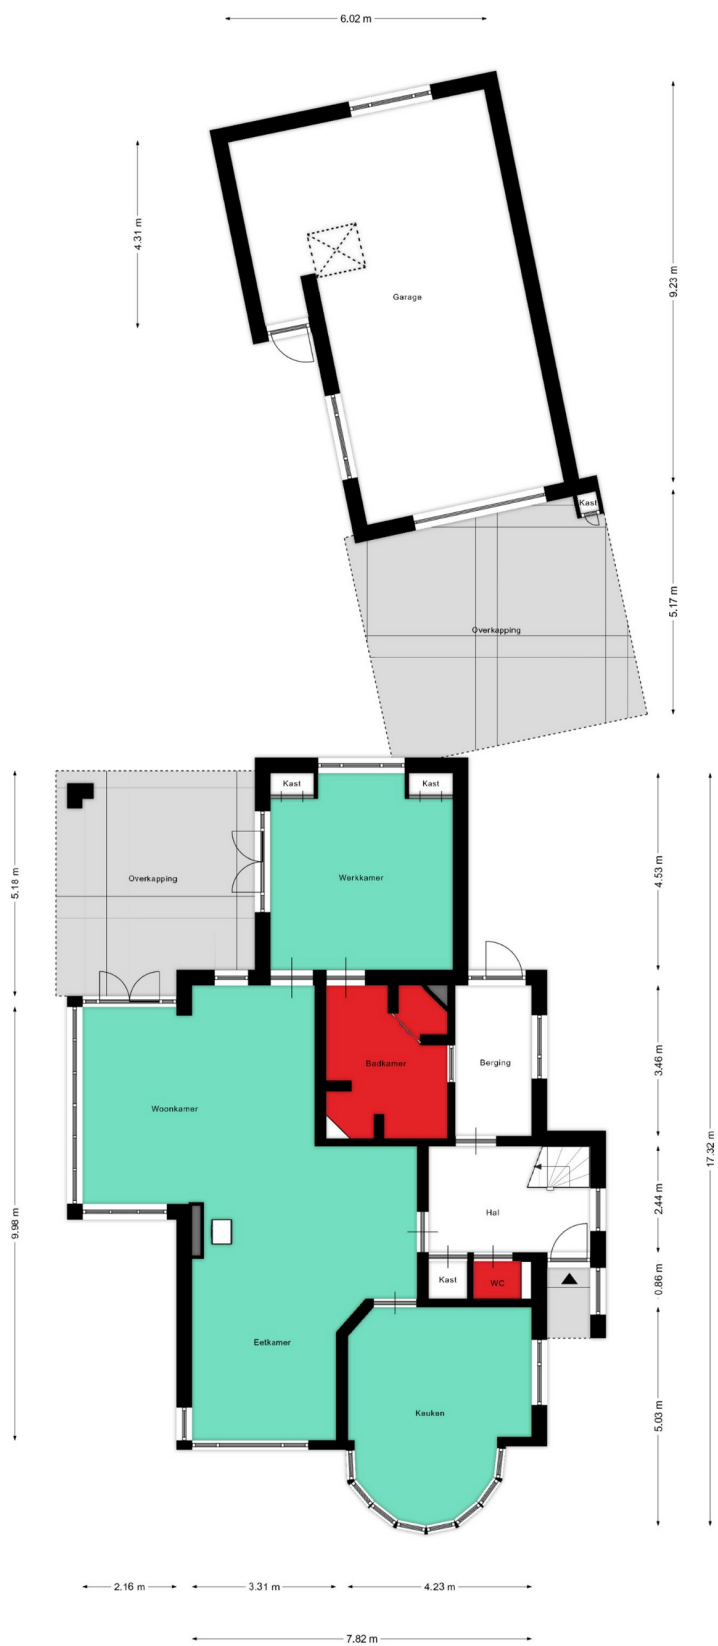 6.02 m
4.31 m
9.23 m
Garage
Kast
5.17 m
Overkapping
Kast
Kast
5.18 m
Overkapping
Werkkamer
4.53 m
Badkamer
Berging
3.46 m
Woonkamer
17.32 m
Hal
2.44 m
9.98 m
Kast
WC
0.86 m
Eetkamer
Keuken
5.03 m
2.16 m
3.31 m
4.23 m
7.82 m